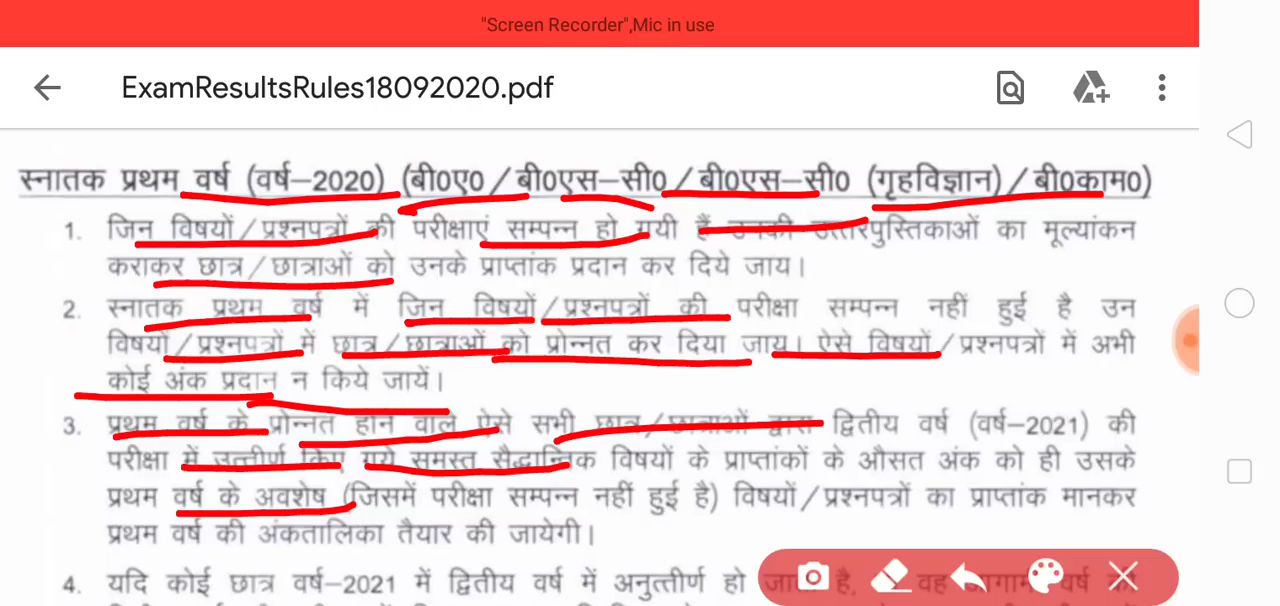 "Screen Recorder",Mic in use
ExamResultsRules18092020.pdf
स्नातक प्रथम वर्ष (वर्ष–2020) (बी0ए0/बी0एस–सी0/बी0एस–सी0 (गृहविज्ञान)/बी0काम0)
1. जिन विषयों/प्रश्नपत्रों की परीक्षाएं सम्पन्न हो गयी हैं उनकी उत्तरपुस्तिकाओं का मूल्यांकन
कराकर छात्र/छात्राओं को उनके प्राप्तांक प्रदान कर दिये जाय।
2. स्नातक प्रथम वर्ष में जिन विषयों/प्रश्नपत्रों की परीक्षा सम्पन्न नहीं हुई है उन
विषयों/प्रश्नपत्रों में छात्र/छात्राओं को प्रोन्नत कर दिया जाय। ऐसे विषयों/प्रश्नपत्रों में अभी
कोई अंक प्रदान न किये जायें।
3. प्रथम वर्ष के प्रोन्नत होने वाले ऐसे सभी छात्र/छात्राओं द्वारा द्वितीय वर्ष (वर्ष–2021) की
परीक्षा में उत्तीर्ण किए गये समस्त सैद्धान्तिक विषयों के प्राप्तांकों के औसत अंक को ही उसके
प्रथम वर्ष के अवशेष (जिसमें परीक्षा सम्पन्न नहीं हुई है) विषयों/प्रश्नपत्रों का प्राप्तांक मानकर
प्रथम वर्ष की अंकतालिका तैयार की जायेगी।
4. यदि कोई छात्र वर्ष–2021 में द्वितीय वर्ष में अनुत्तीर्ण हो जाता है, वह आगामी वर्ष